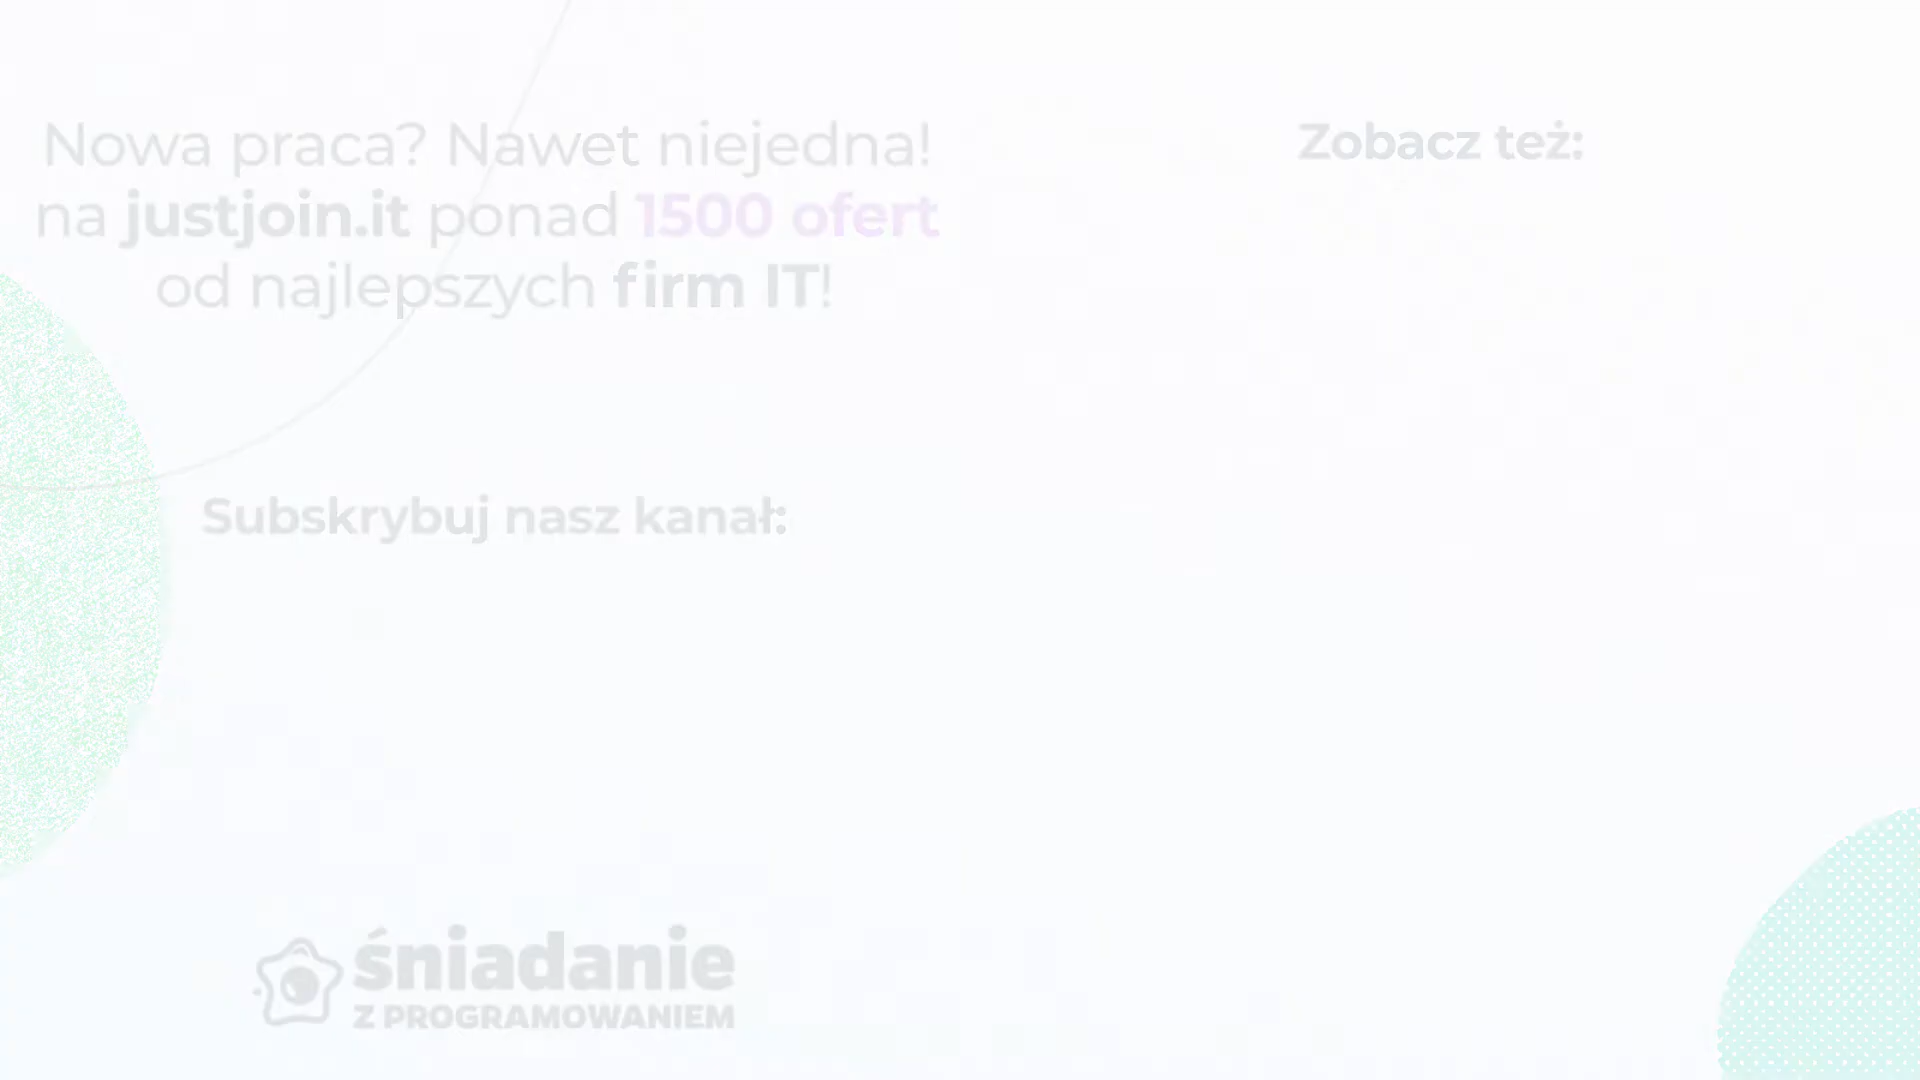 Nowa praca? Nawet niejedna!
na justjoin.it ponad 1500 ofert
od najlepszych firm IT!
Zobacz też:
Subskrybuj nasz kanał:
śniadanie
Z PROGRAMOWANIEM